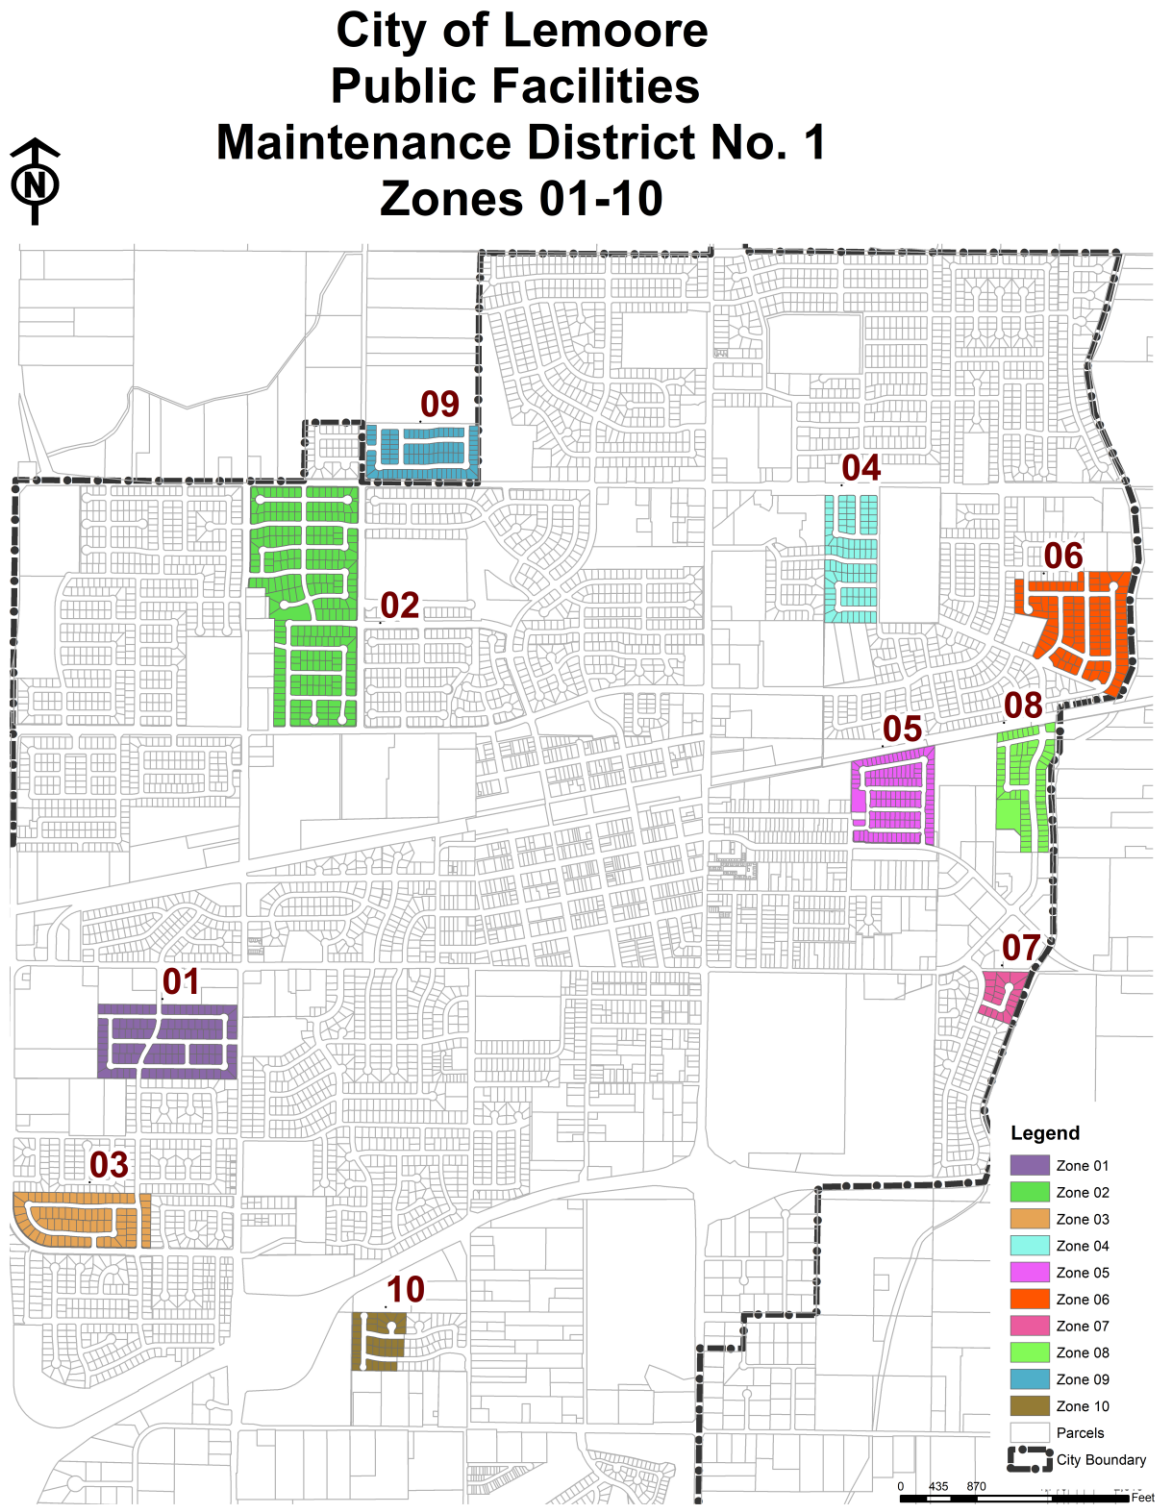 City of Lemoore
Public Facilities
Maintenance District No. 1
Zones 01-10
N
09
04
06
02
08
05
07
01
03
10
Legend
Zone 01
Zone 02
Zone 03
Zone 04
Zone 05
Zone 06
Zone 07
Zone 08
Zone 09
Zone 10
Parcels
City Boundary
0 435 870
Feet